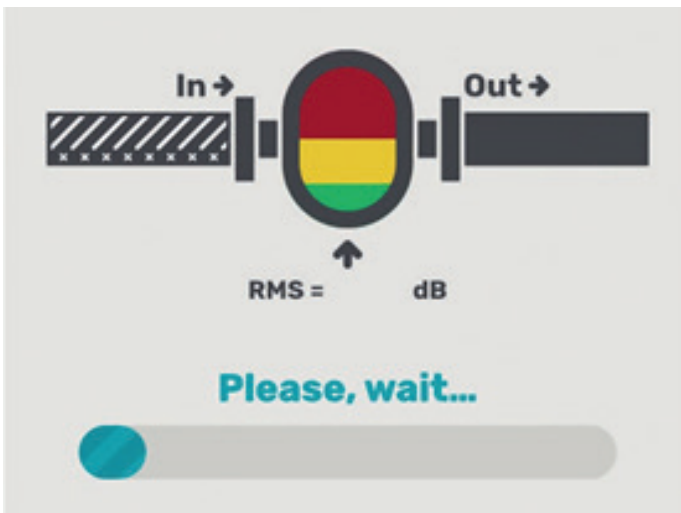 In → Out →
RMS = dB
Please, wait...